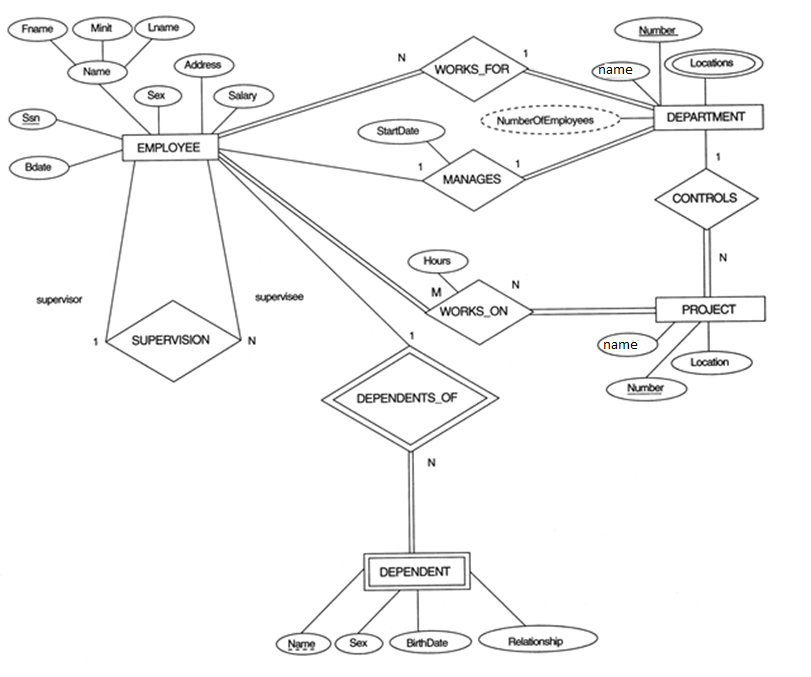 Fname
Minit
Lname
Name
Address
Sex
Salary
Ssn
Bdate
EMPLOYEE
N
WORKS_FOR
1
Number
name
Locations
DEPARTMENT
NumberOfEmployees
StartDate
1
MANAGES
1
1
CONTROLS
N
Hours
M
WORKS_ON
N
PROJECT
name
Number
Location
supervisor
supervisee
1
SUPERVISION
N
1
DEPENDENTS_OF
N
DEPENDENT
Name
Sex
BirthDate
Relationship